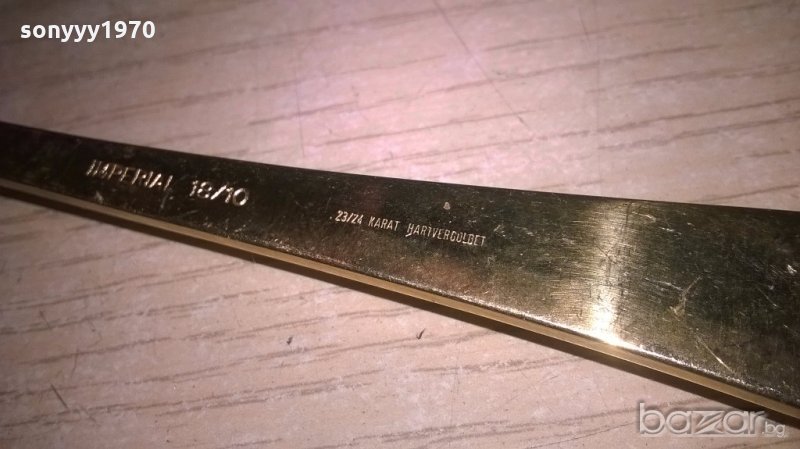 sonyyy1970
IMPERIAL 18/10
23/24 KARAT HARTVERGOLDET
bazar.bg